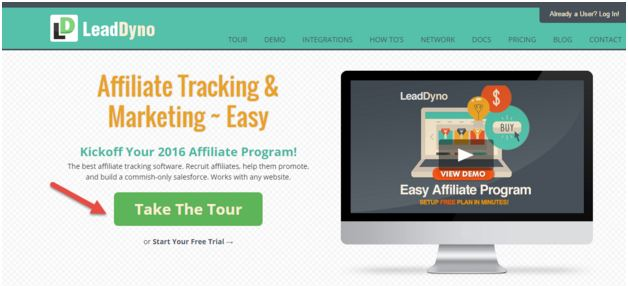 Already a User? Log In!
LD LeadDyno
TOUR DEMO INTEGRATIONS HOW TO'S NETWORK DOCS PRICING BLOG CONTACT
Affiliate Tracking &
Marketing ~ Easy
Kickoff Your 2016 Affiliate Program!
The best affiliate tracking software. Recruit affiliates, help them promote,
and build a commish-only salesforce. Works with any website.
Take The Tour
or Start Your Free Trial →
LeadDyno
$
BUY
VIEW DEMO
Easy Affiliate Program
SETUP FREE PLAN IN MINUTES!